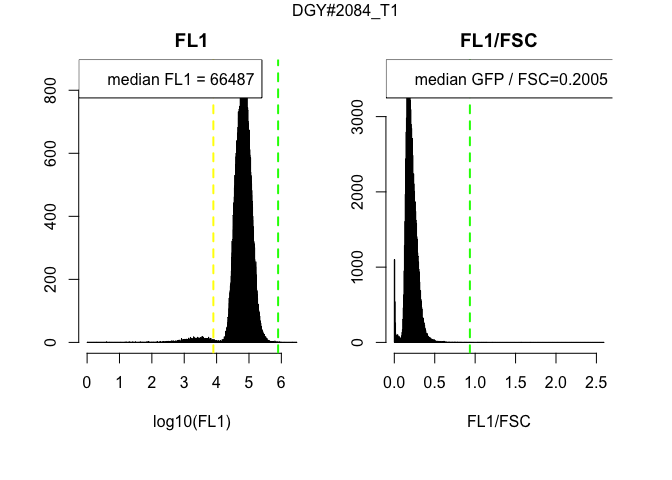 DGY#2084_T1
FL1
median FL1 = 66487
0 200 400 600 800
0 1 2 3 4 5 6
log10(FL1)
FL1/FSC
median GFP / FSC=0.2005
0 1000 2000 3000
0.0 0.5 1.0 1.5 2.0 2.5
FL1/FSC